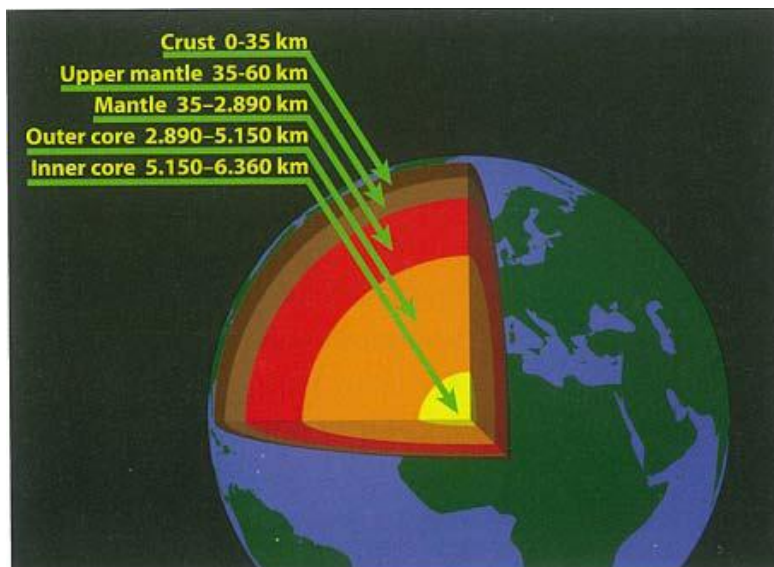 Crust 0-35 km
Upper mantle 35-60 km
Mantle 35–2.890 km
Outer core 2.890–5.150 km
Inner core 5.150–6.360 km